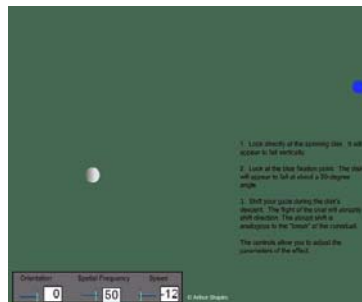 1. Look directly at the spinning disk. It will
appear to fall vertically.
2. Look at the blue fixation point. The disk
will appear to fall at about a 20-degree
angle.
3. Shift your gaze during the disk's
descent. The flight of the disk will abruptly
shift direction. The abrupt shift is
analogous to the "break" of the curveball.
The controls allow you to adjust the
parameters of the effect.
Orientation Spatial Frequency Speed
0 50 -12
© Arthur Shapiro